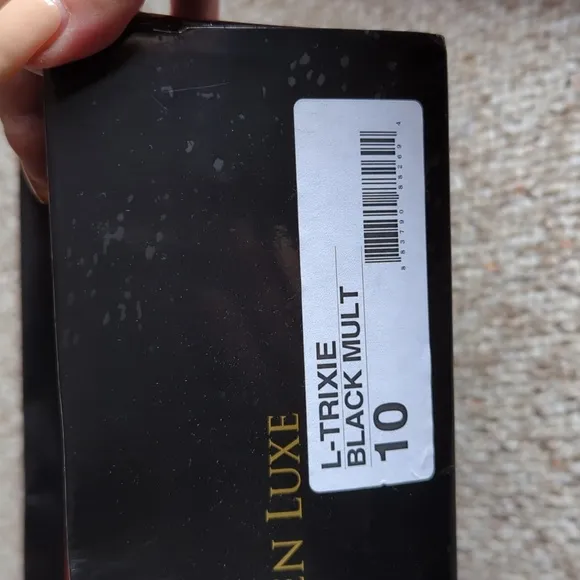 L-TRIXIE
BLACK MULT
10
EN LUXE